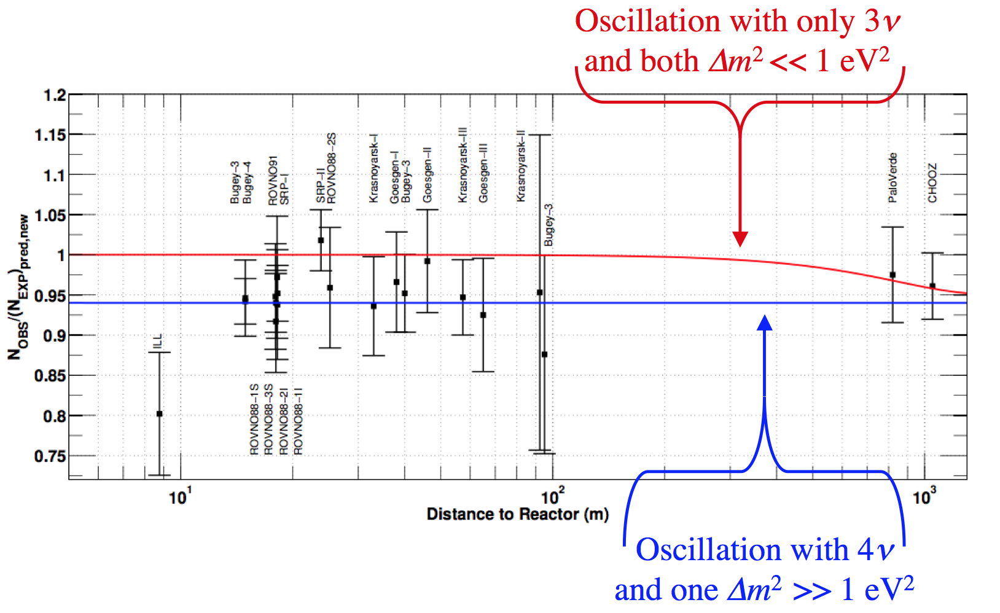 Oscillation with only 3ν
and both Δm² << 1 eV²
1.2
1.15
1.1
1.05
1
0.95
0.9
0.85
0.8
0.75
N_OBS/(N_EXP)_pred,new
ILL
Bugey−3
Bugey−4
ROVNO91
SRP−I
SRP−II
ROVNO88−2S
Krasnoyarsk−I
Goesgen−I
Bugey−3
Goesgen−II
Krasnoyarsk−III
Goesgen−III
Krasnoyarsk−II
Bugey−3
PaloVerde
CHOOZ
ROVNO88−1S
ROVNO88−3S
ROVNO88−2I
ROVNO88−1I
10¹
10²
10³
Distance to Reactor (m)
Oscillation with 4ν
and one Δm² >> 1 eV²